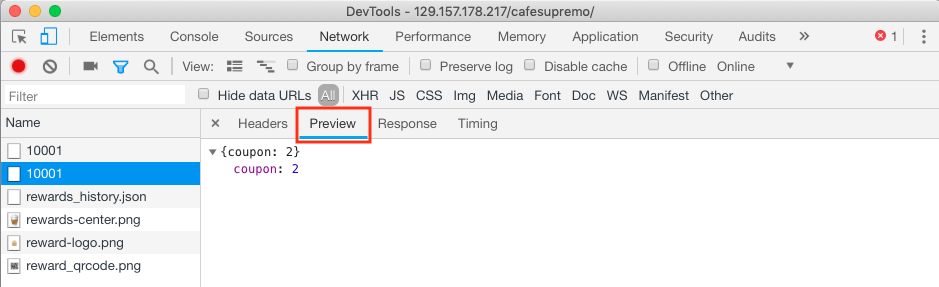 DevTools - 129.157.178.217/cafesupremo/
Elements Console Sources Network Performance Memory Application Security Audits » 1
View: Group by frame Preserve log Disable cache Offline Online
Filter Hide data URLs All XHR JS CSS Img Media Font Doc WS Manifest Other
Name
× Headers Preview Response Timing
10001
10001
rewards_history.json
rewards-center.png
reward-logo.png
reward_qrcode.png
{coupon: 2}
coupon: 2